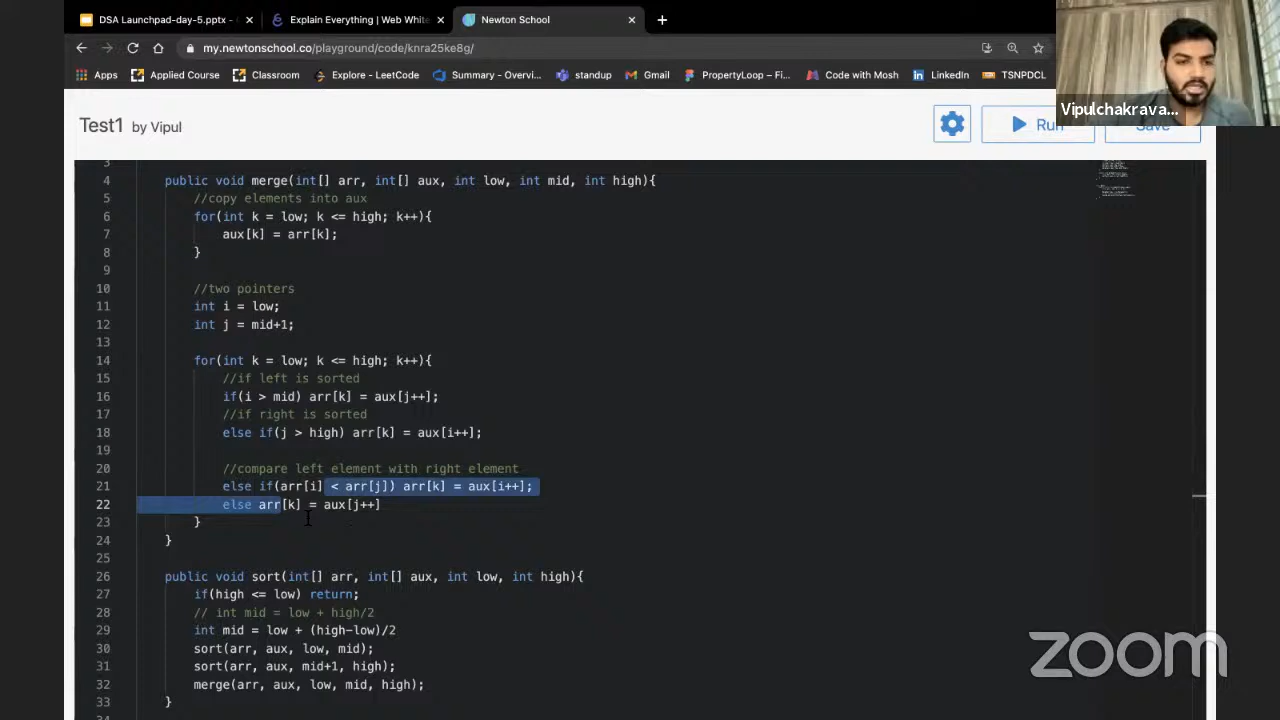 DSA Launchpad-day-5.pptx -
Explain Everything | Web White
Newton School
my.newtonschool.co/playground/code/knra25ke8g/
Apps
Applied Course
Classroom
Explore - LeetCode
Summary - Overvi...
standup
Gmail
PropertyLoop – Fi...
Code with Mosh
LinkedIn
TSNPDCL
Vipulchakrava...
Test1 by Vipul
Run
Save
3
4 public void merge(int[] arr, int[] aux, int low, int mid, int high){
5 //copy elements into aux
6 for(int k = low; k <= high; k++){
7 aux[k] = arr[k];
8 }
9
10 //two pointers
11 int i = low;
12 int j = mid+1;
13
14 for(int k = low; k <= high; k++){
15 //if left is sorted
16 if(i > mid) arr[k] = aux[j++];
17 //if right is sorted
18 else if(j > high) arr[k] = aux[i++];
19
20 //compare left element with right element
21 else if(arr[i] < arr[j]) arr[k] = aux[i++];
22 else arr[k] = aux[j++]
23 }
24 }
25
26 public void sort(int[] arr, int[] aux, int low, int high){
27 if(high <= low) return;
28 // int mid = low + high/2
29 int mid = low + (high-low)/2
30 sort(arr, aux, low, mid);
31 sort(arr, aux, mid+1, high);
32 merge(arr, aux, low, mid, high);
33 }
zoom